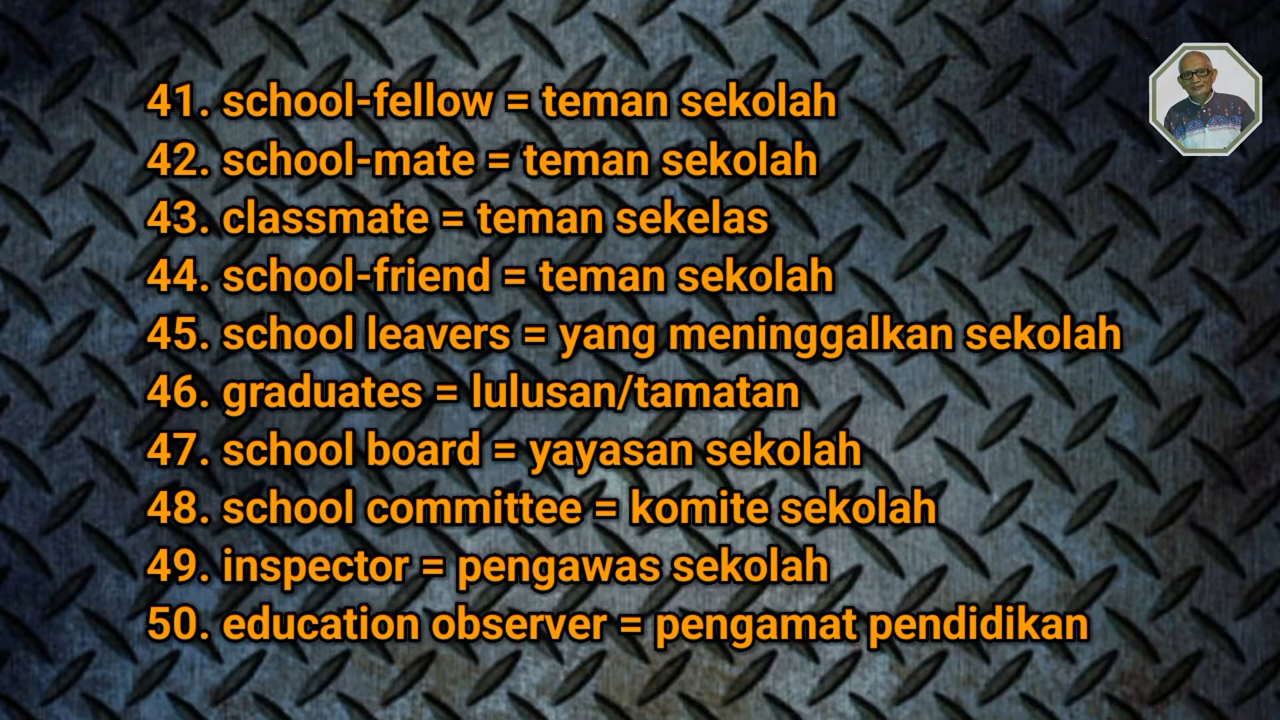 41. school-fellow = teman sekolah
42. school-mate = teman sekolah
43. classmate = teman sekelas
44. school-friend = teman sekolah
45. school leavers = yang meninggalkan sekolah
46. graduates = lulusan/tamatan
47. school board = yayasan sekolah
48. school committee = komite sekolah
49. inspector = pengawas sekolah
50. education observer = pengamat pendidikan